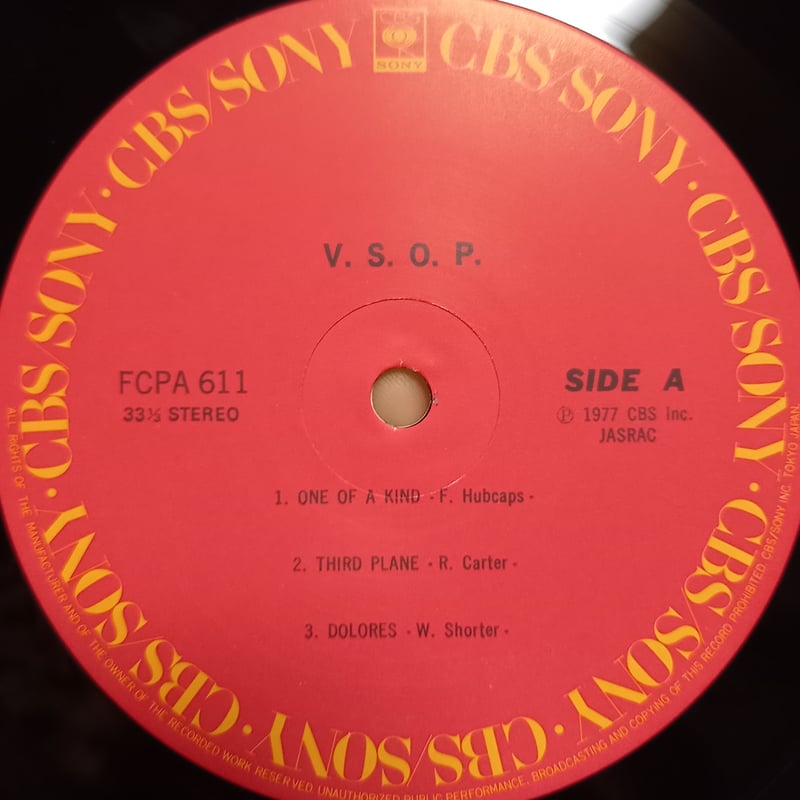 CBS/SONY · CBS/SONY · CBS/SONY · CBS/SONY · CBS/SONY · CBS/SONY · CBS/SONY · CBS/SONY
CBS
SONY
V. S. O. P.
FCPA 611
33⅓ STEREO
SIDE A
Ⓟ 1977 CBS Inc.
JASRAC
1. ONE OF A KIND - F. Hubcaps -
2. THIRD PLANE - R. Carter -
3. DOLORES - W. Shorter -
ALL RIGHTS OF THE MANUFACTURER AND OF THE OWNER OF THE RECORDED WORK RESERVED UNAUTHORIZED PUBLIC PERFORMANCE, BROADCASTING AND COPYING OF THIS RECORD PROHIBITED CBS/SONY INC. TOKYO JAPAN